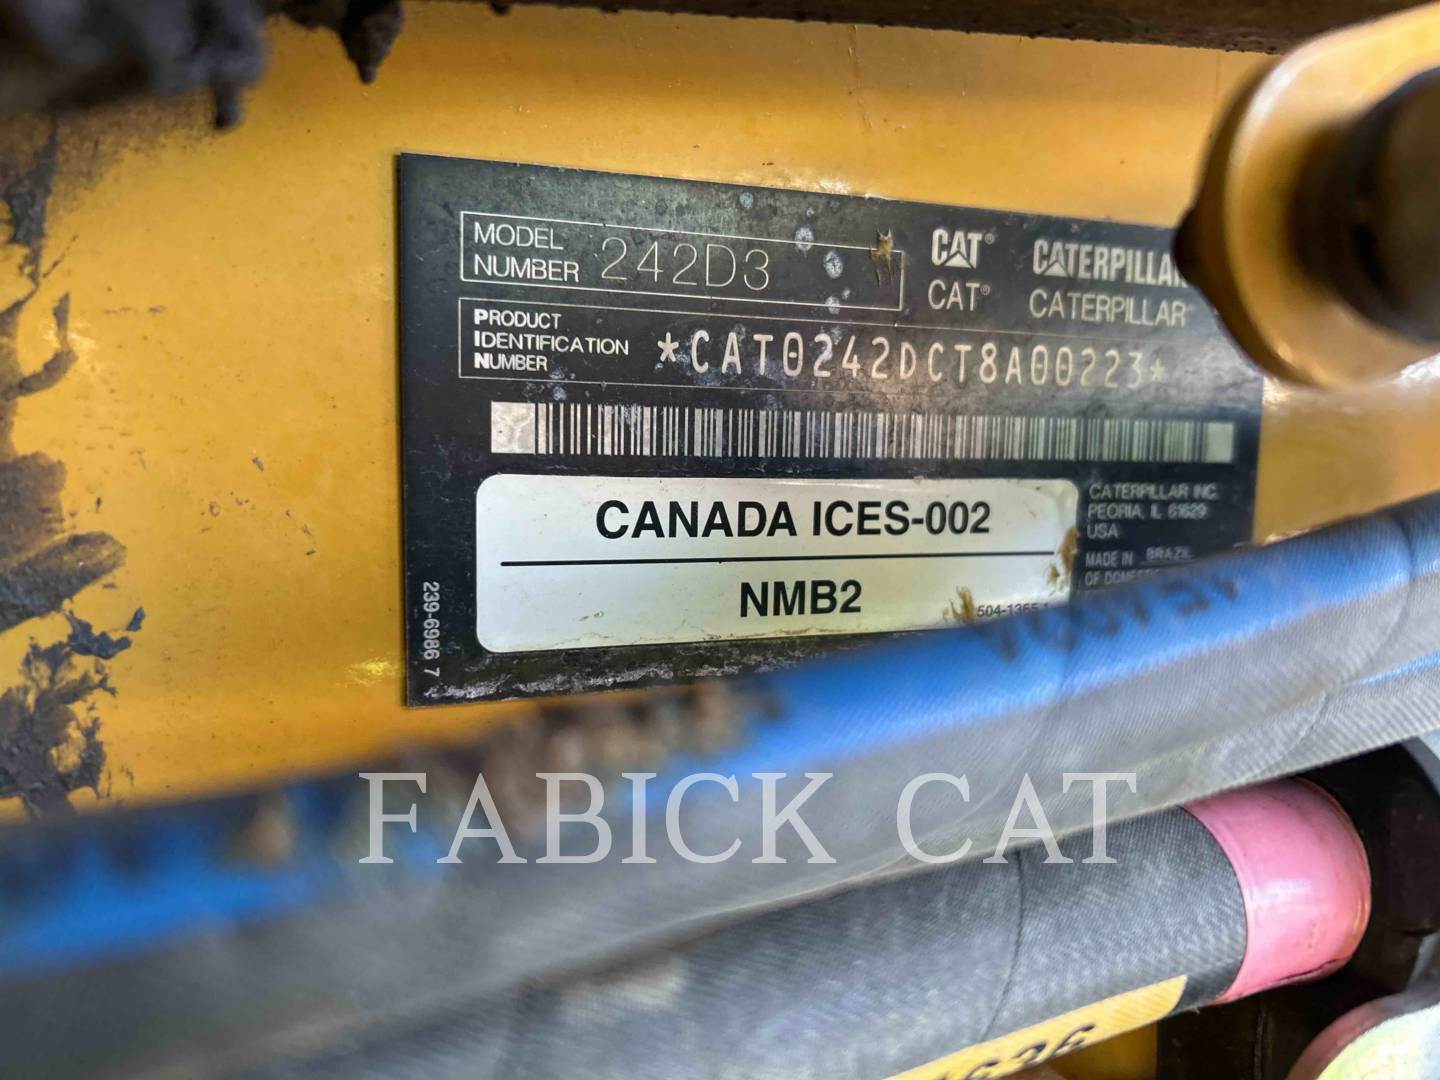 MODEL
NUMBER 242D3
CAT® CATERPILLAR
CAT® CATERPILLAR
PRODUCT
IDENTIFICATION
NUMBER
*CAT0242DCT8A00223*
CANADA ICES-002
NMB2
CATERPILLAR INC.
PEORIA, IL 61629
USA
MADE IN BRAZIL
239-6986 7
FABICK CAT